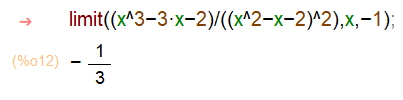 → limit((x^3−3·x−2)/((x^2−x−2)^2),x,−1);
(%o12) − 1/3